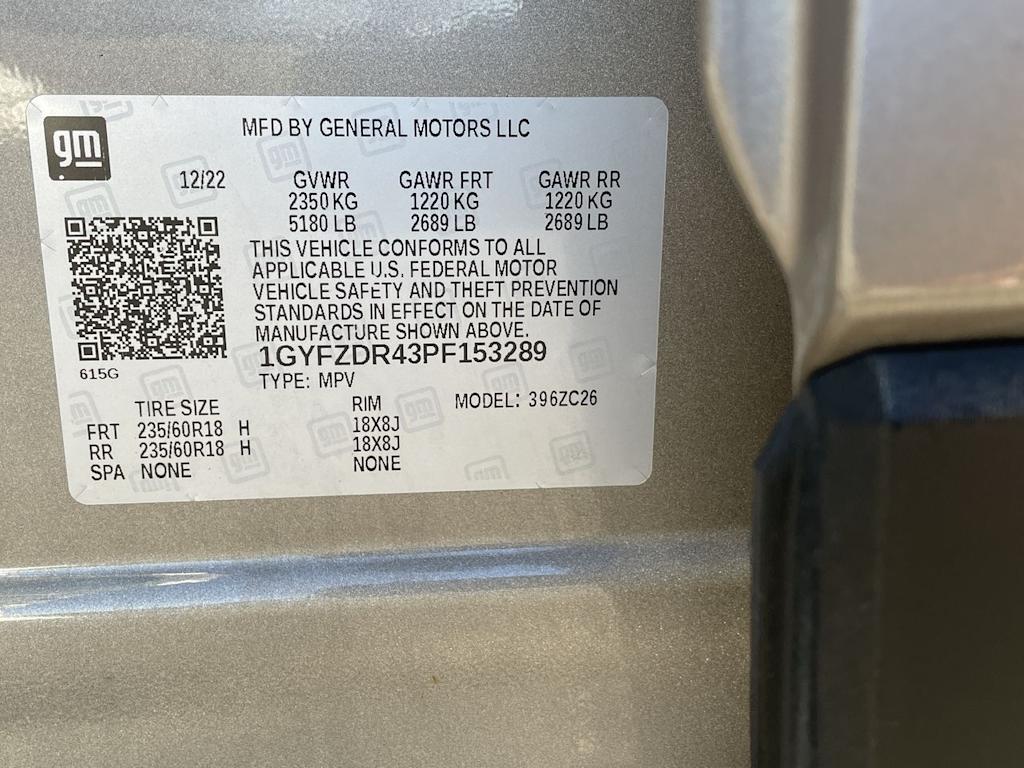 gm
MFD BY GENERAL MOTORS LLC
12/22 GVWR GAWR FRT GAWR RR
2350 KG 1220 KG 1220 KG
5180 LB 2689 LB 2689 LB
THIS VEHICLE CONFORMS TO ALL
APPLICABLE U.S. FEDERAL MOTOR
VEHICLE SAFETY AND THEFT PREVENTION
STANDARDS IN EFFECT ON THE DATE OF
MANUFACTURE SHOWN ABOVE.
1GYFZDR43PF153289
615G
TYPE: MPV
MODEL: 396ZC26
TIRE SIZE RIM
FRT 235/60R18 H 18X8J
RR 235/60R18 H 18X8J
SPA NONE NONE